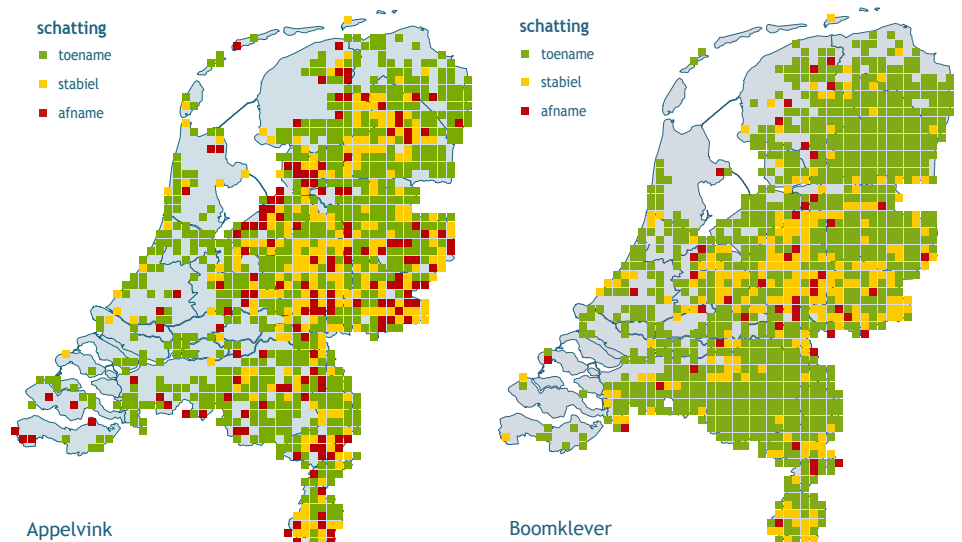 schatting
toename
stabiel
afname
Appelvink
schatting
toename
stabiel
afname
Boomklever